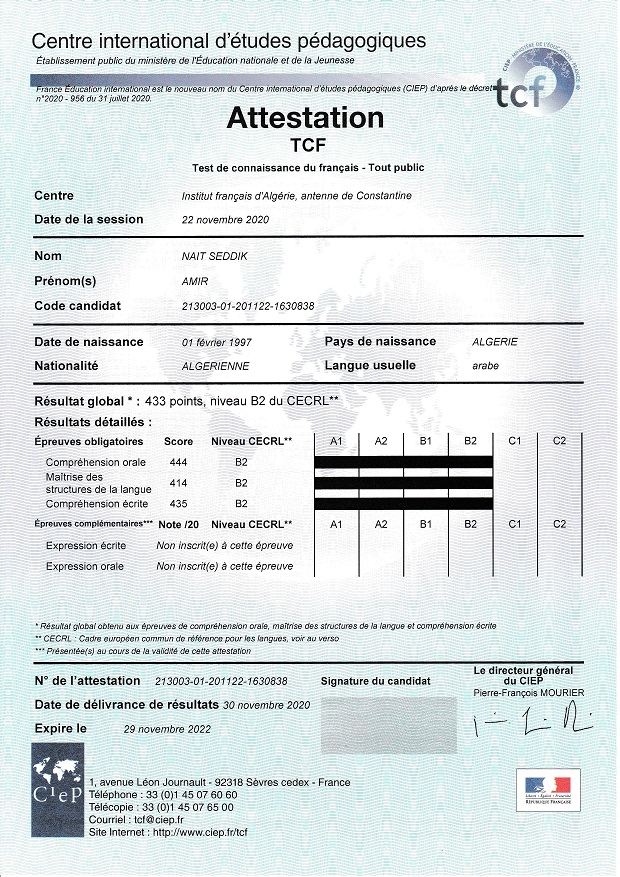 Centre international d'études pédagogiques
Établissement public du ministère de l'Éducation nationale et de la Jeunesse
France Éducation international est le nouveau nom du Centre international d'études pédagogiques (CIEP) d'après le décret
n°2020 - 956 du 31 juillet 2020.
tcf
Attestation
TCF
Test de connaissance du français - Tout public
Centre Institut français d'Algérie, antenne de Constantine
Date de la session 22 novembre 2020
Nom NAIT SEDDIK
Prénom(s) AMIR
Code candidat 213003-01-201122-1630838
Date de naissance 01 février 1997 Pays de naissance ALGERIE
Nationalité ALGERIENNE Langue usuelle arabe
Résultat global * : 433 points, niveau B2 du CECRL**
Résultats détaillés :
Épreuves obligatoires Score Niveau CECRL** A1 A2 B1 B2 C1 C2
Compréhension orale 444 B2
Maîtrise des
structures de la langue 414 B2
Compréhension écrite 435 B2
Épreuves complémentaires*** Note /20 Niveau CECRL** A1 A2 B1 B2 C1 C2
Expression écrite Non inscrit(e) à cette épreuve
Expression orale Non inscrit(e) à cette épreuve
* Résultat global obtenu aux épreuves de compréhension orale, maîtrise des structures de la langue et compréhension écrite
** CECRL : Cadre européen commun de référence pour les langues, voir au verso
*** Présentée(s) au cours de la validité de cette attestation
N° de l'attestation 213003-01-201122-1630838 Signature du candidat
Le directeur général
du CIEP
Pierre-François MOURIER
Date de délivrance de résultats 30 novembre 2020
Expire le 29 novembre 2022
CIEP
1, avenue Léon Journault - 92318 Sèvres cedex - France
Téléphone : 33 (0)1 45 07 60 60
Télécopie : 33 (0)1 45 07 65 00
Courriel : tcf@ciep.fr
Site Internet : http://www.ciep.fr/tcf
Liberté • Égalité • Fraternité
RÉPUBLIQUE FRANÇAISE